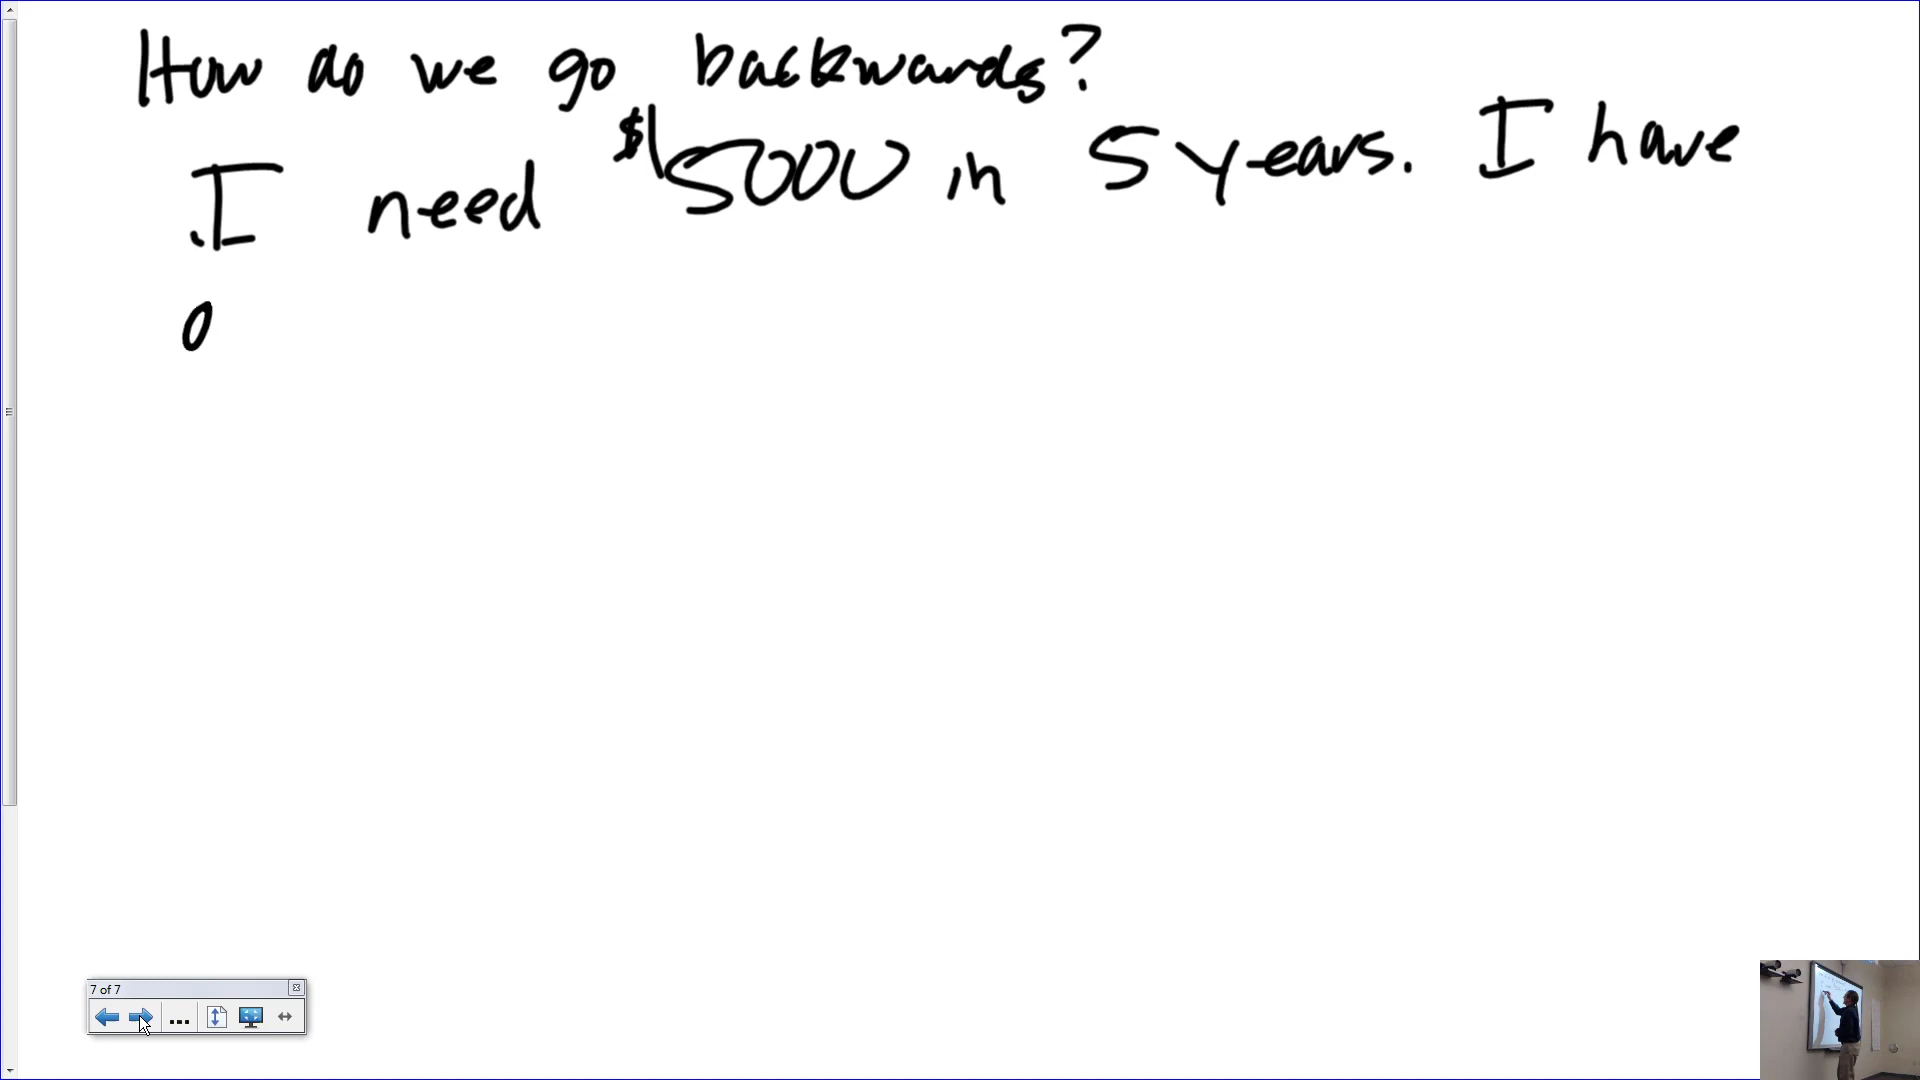 How do we go backwards?
I need $15000 in 5 years. I have
0
7 of 7
...